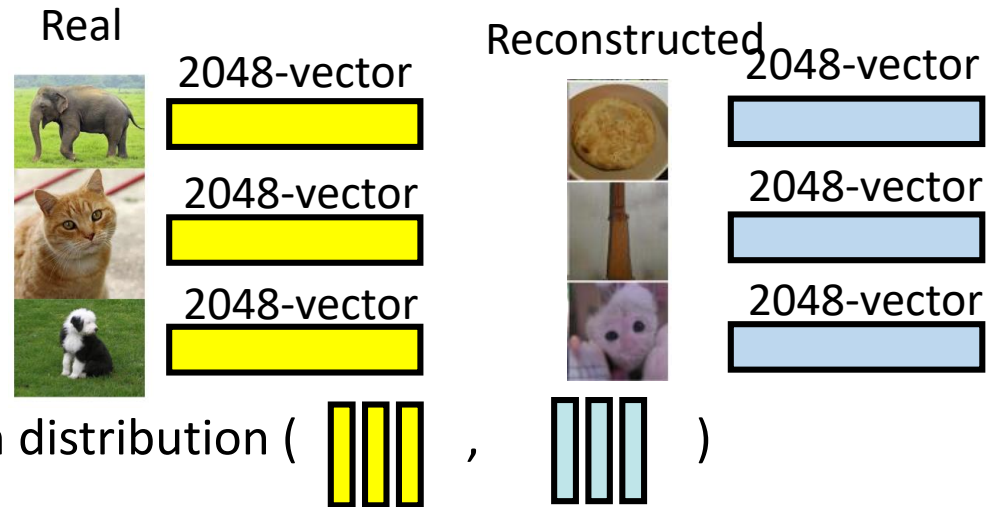 Real
Reconstructed
2048-vector
2048-vector
2048-vector
2048-vector
2048-vector
2048-vector
distribution ( , )